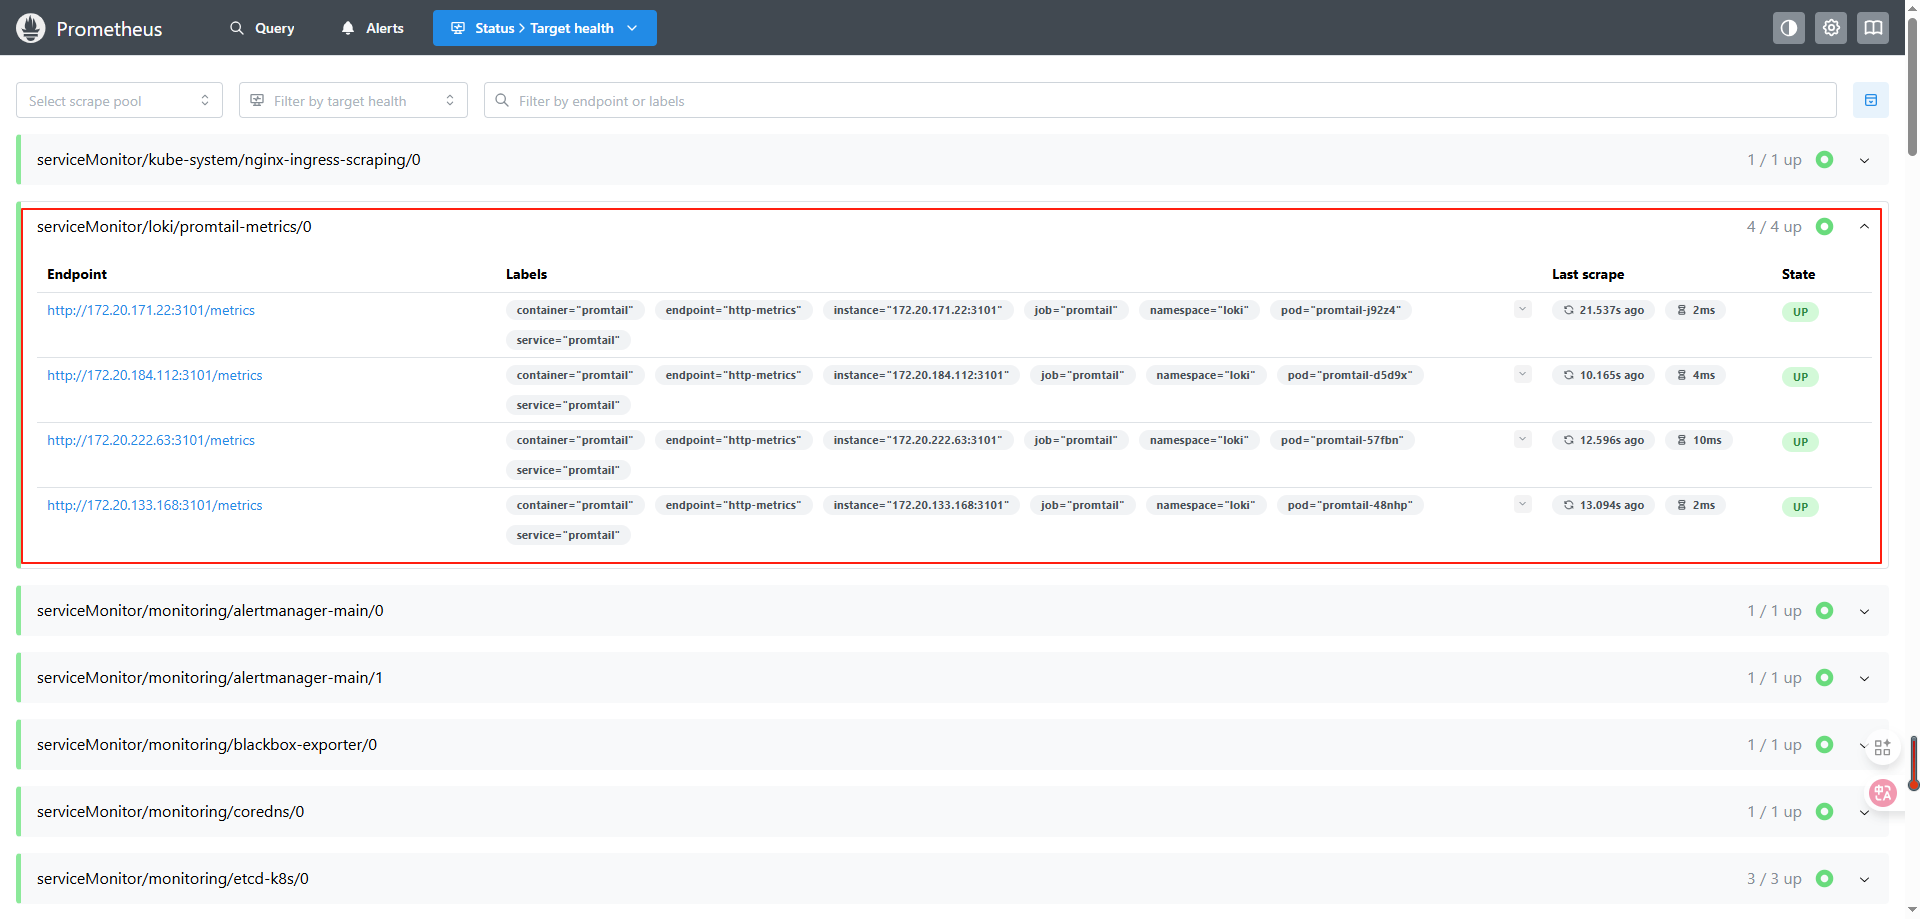 Prometheus Query Alerts Status > Target health
Select scrape pool Filter by target health Filter by endpoint or labels
serviceMonitor/kube-system/nginx-ingress-scraping/0 1 / 1 up
serviceMonitor/loki/promtail-metrics/0 4 / 4 up
Endpoint Labels Last scrape State
http://172.20.171.22:3101/metrics container="promtail" endpoint="http-metrics" instance="172.20.171.22:3101" job="promtail" namespace="loki" pod="promtail-j92z4" 21.537s ago 2ms UP
service="promtail"
http://172.20.184.112:3101/metrics container="promtail" endpoint="http-metrics" instance="172.20.184.112:3101" job="promtail" namespace="loki" pod="promtail-d5d9x" 10.165s ago 4ms UP
service="promtail"
http://172.20.222.63:3101/metrics container="promtail" endpoint="http-metrics" instance="172.20.222.63:3101" job="promtail" namespace="loki" pod="promtail-57fbn" 12.596s ago 10ms UP
service="promtail"
http://172.20.133.168:3101/metrics container="promtail" endpoint="http-metrics" instance="172.20.133.168:3101" job="promtail" namespace="loki" pod="promtail-48nhp" 13.094s ago 2ms UP
service="promtail"
serviceMonitor/monitoring/alertmanager-main/0 1 / 1 up
serviceMonitor/monitoring/alertmanager-main/1 1 / 1 up
serviceMonitor/monitoring/blackbox-exporter/0 1 / 1 up
serviceMonitor/monitoring/coredns/0 1 / 1 up
serviceMonitor/monitoring/etcd-k8s/0 3 / 3 up